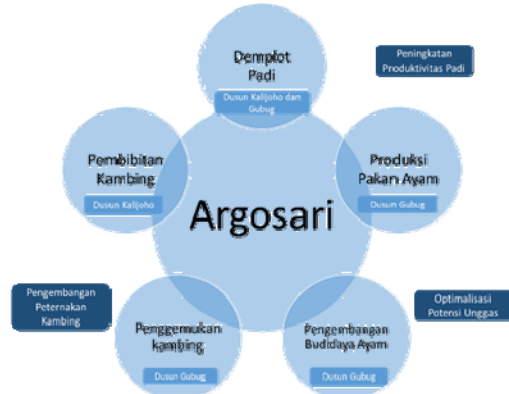 Demplot
Padi
Dusun Kalijoho dan
Gubug
Peningkatan
Produktivitas Padi
Pembibitan
Kambing
Dusun Kalijoho
Produksi
Pakan Ayam
Dusun Gubug
Argosari
Pengembangan
Peternakan
Kambing
Optimalisasi
Potensi Unggas
Penggemukan
kambing
Dusun Gubug
Pengembangan
Budidaya Ayam
Dusun Gubug